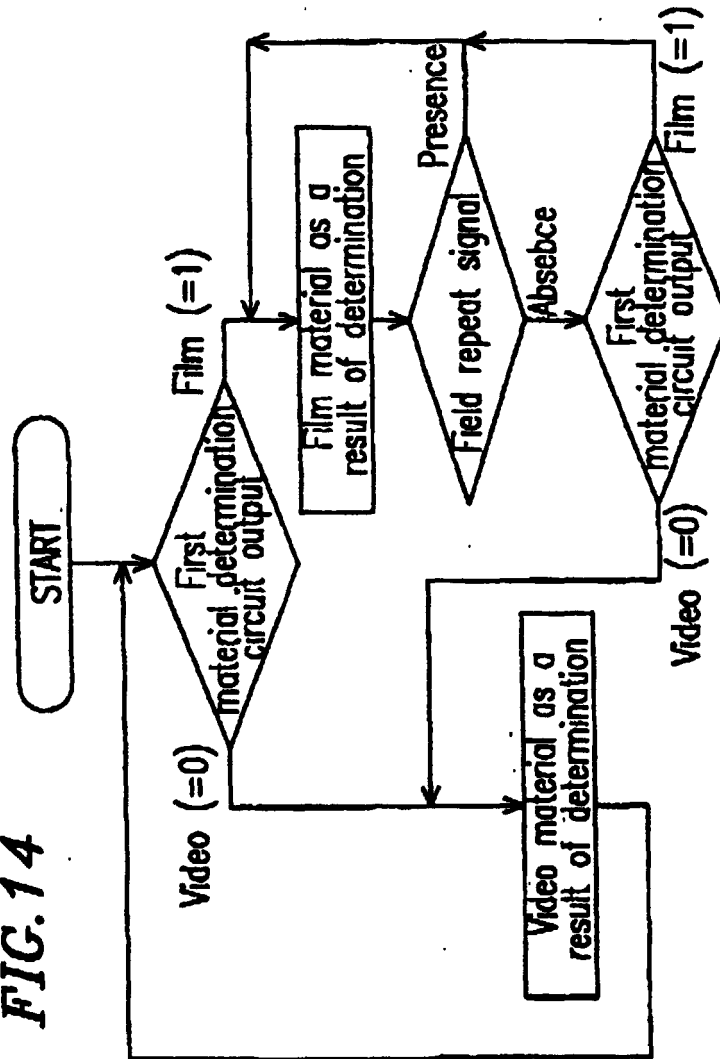 FIG.14
START
First
material determination
circuit output
Video (=0)
Film (=1)
Film material as a
result of determination
Field repeat signal
Presence
Absebce
First
material determination
circuit output
Video (=0)
Film (=1)
Video material as a
result of determination